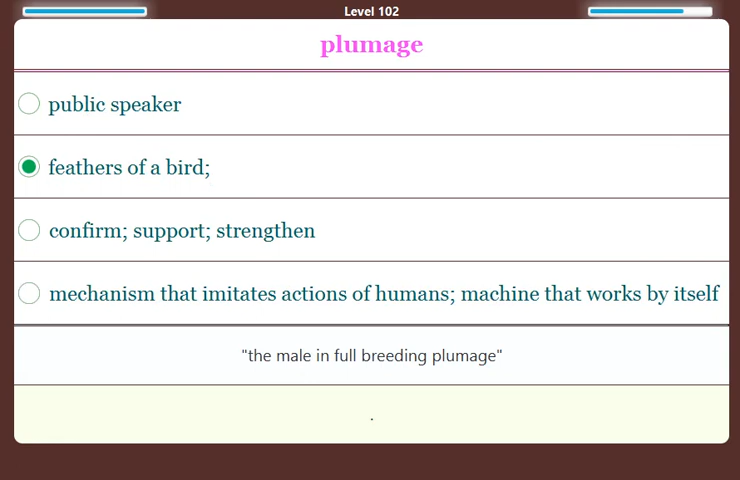 Level 102
plumage
public speaker
feathers of a bird;
confirm; support; strengthen
mechanism that imitates actions of humans; machine that works by itself
"the male in full breeding plumage"
.